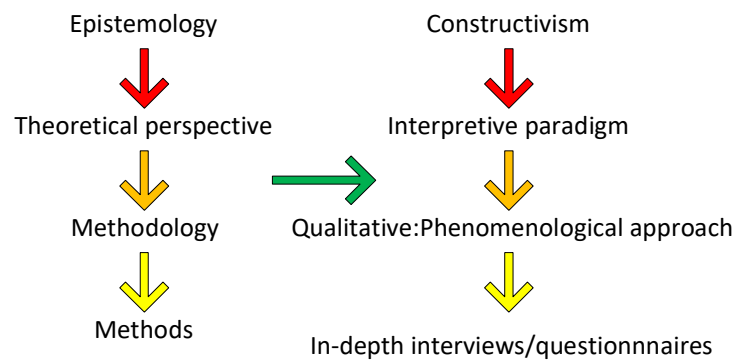 Epistemology
Theoretical perspective
Methodology
Methods
Constructivism
Interpretive paradigm
Qualitative:Phenomenological approach
In-depth interviews/questionnnaires